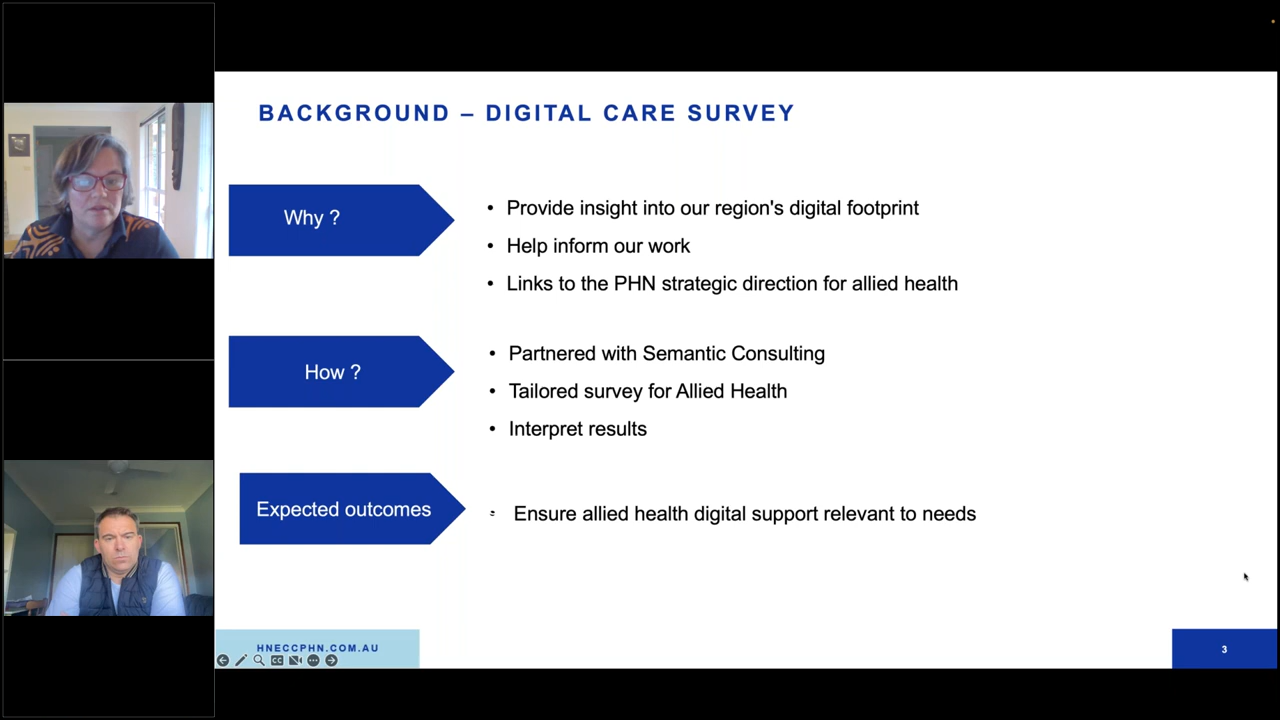 BACKGROUND – DIGITAL CARE SURVEY
Why ?
• Provide insight into our region's digital footprint
• Help inform our work
• Links to the PHN strategic direction for allied health
How ?
• Partnered with Semantic Consulting
• Tailored survey for Allied Health
• Interpret results
Expected outcomes
Ensure allied health digital support relevant to needs
HNECCPHN.COM.AU
CC
3